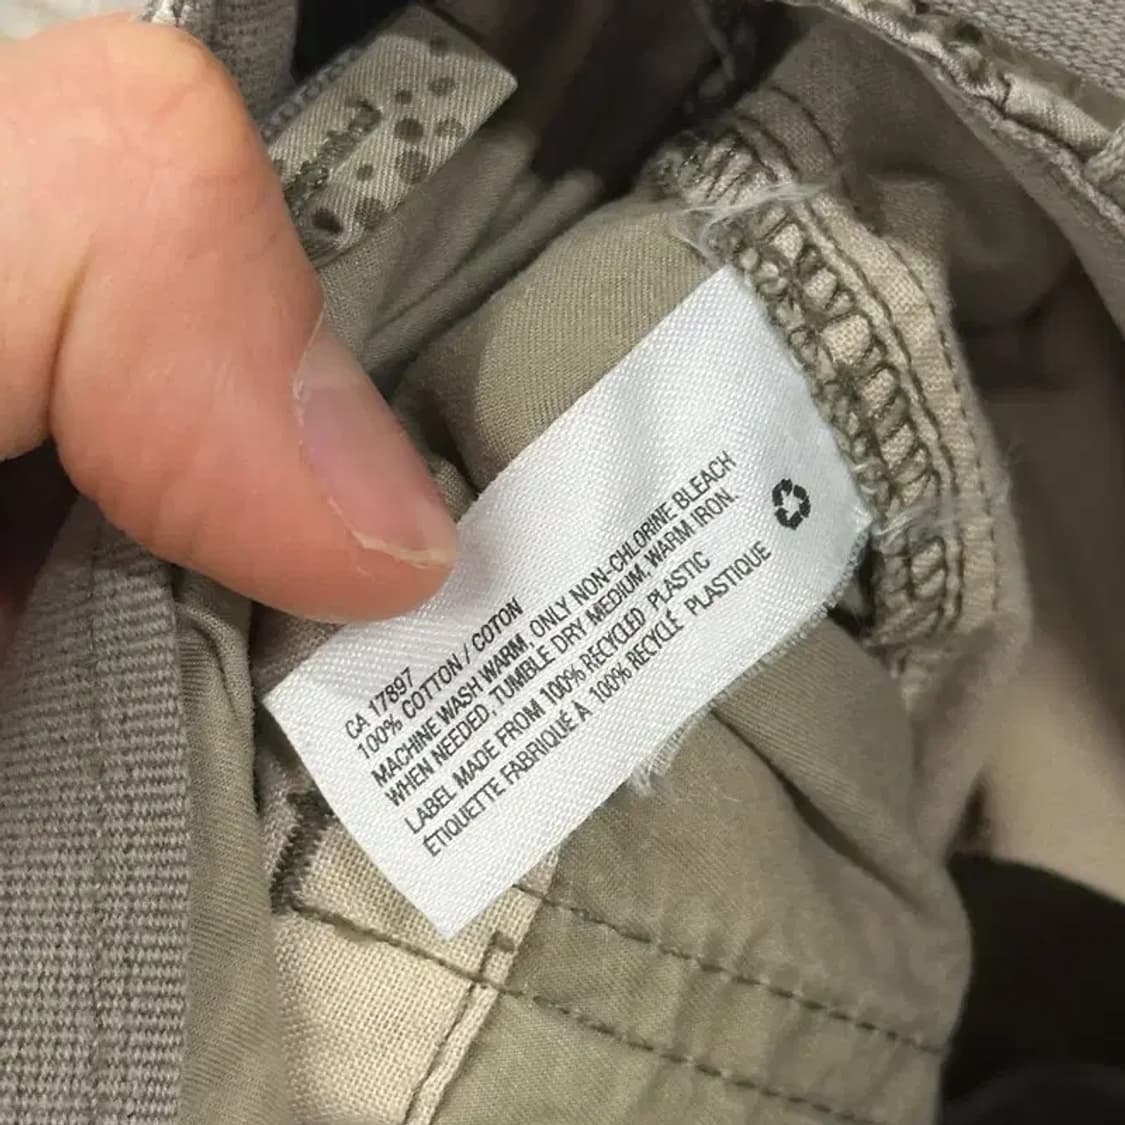 CA 17897
100% COTTON / COTON
MACHINE WASH WARM, ONLY NON-CHLORINE BLEACH
WHEN NEEDED, TUMBLE DRY MEDIUM, WARM IRON.
LABEL MADE FROM 100% RECYCLED PLASTIC
ÉTIQUETTE FABRIQUÉ À 100% RECYCLÉ PLASTIQUE